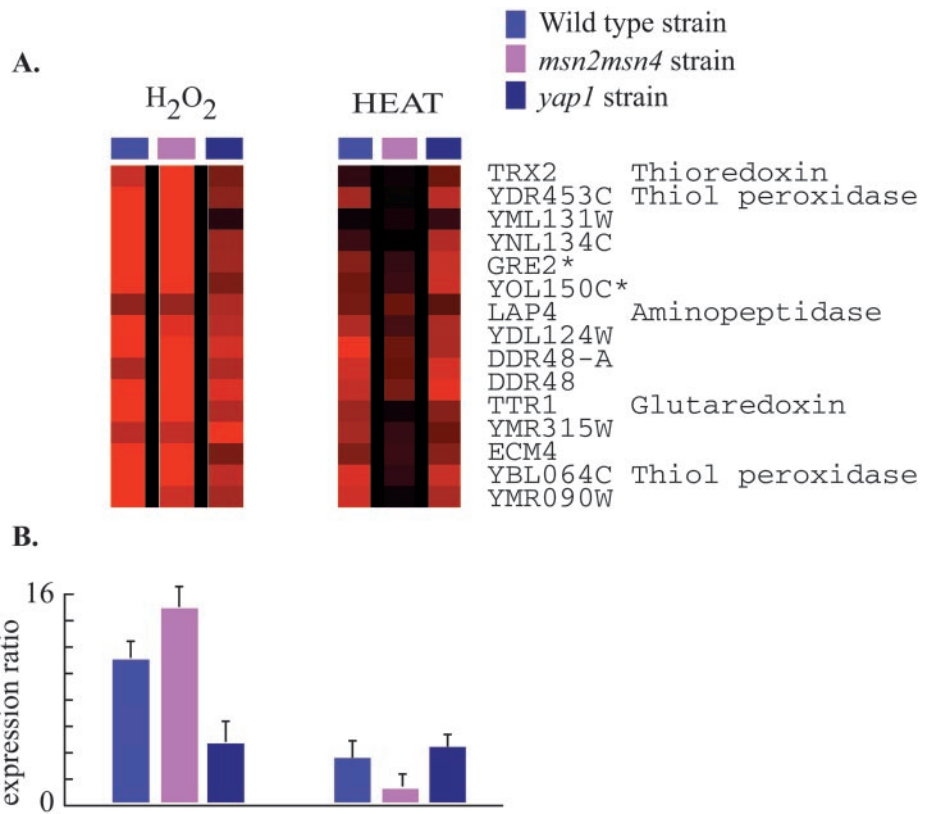 Wild type strain
msn2msn4 strain
yap1 strain
A.
H2O2
HEAT
TRX2 Thioredoxin
YDR453C Thiol peroxidase
YML131W
YNL134C
GRE2*
YOL150C*
LAP4 Aminopeptidase
YDL124W
DDR48-A
DDR48
TTR1 Glutaredoxin
YMR315W
ECM4
YBL064C Thiol peroxidase
YMR090W
B.
16
0
expression ratio